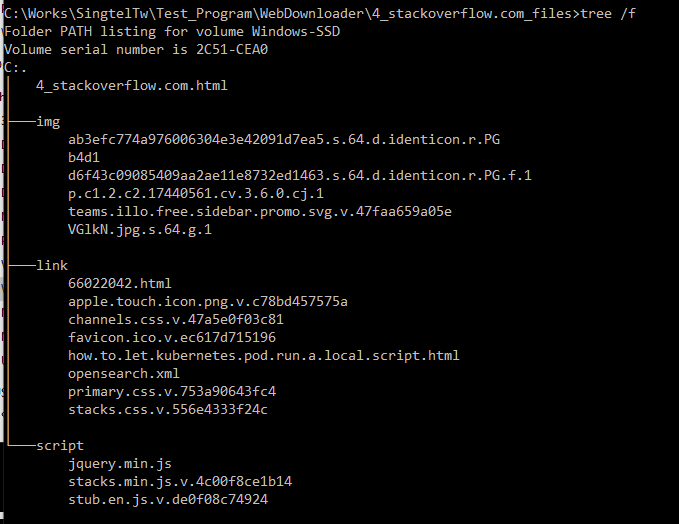 C:\Works\SingtelTw\Test_Program\WebDownloader\4_stackoverflow.com_files>tree /f
Folder PATH listing for volume Windows-SSD
Volume serial number is 2C51-CEA0
C:.
│   4_stackoverflow.com.html
│
├───img
│       ab3efc774a976006304e3e42091d7ea5.s.64.d.identicon.r.PG
│       b4d1
│       d6f43c09085409aa2ae11e8732ed1463.s.64.d.identicon.r.PG.f.1
│       p.c1.2.c2.17440561.cv.3.6.0.cj.1
│       teams.illo.free.sidebar.promo.svg.v.47faa659a05e
│       VGlkN.jpg.s.64.g.1
│
├───link
│       66022042.html
│       apple.touch.icon.png.v.c78bd457575a
│       channels.css.v.47a5e0f03c81
│       favicon.ico.v.ec617d715196
│       how.to.let.kubernetes.pod.run.a.local.script.html
│       opensearch.xml
│       primary.css.v.753a90643fc4
│       stacks.css.v.556e4333f24c
│
└───script
        jquery.min.js
        stacks.min.js.v.4c00f8ce1b14
        stub.en.js.v.de0f08c74924